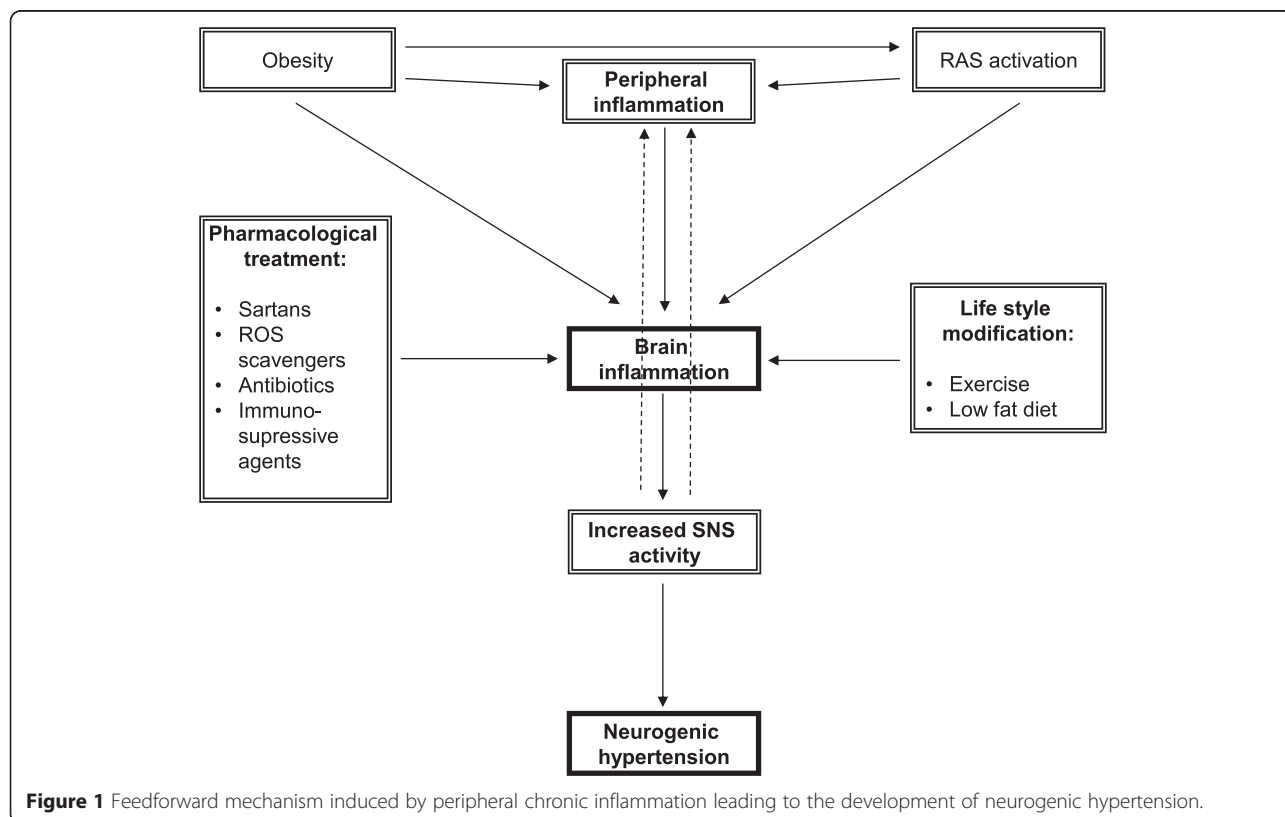 Obesity
RAS activation
Peripheral
inflammation
Pharmacological
treatment:
• Sartans
• ROS
scavengers
• Antibiotics
• Immuno-
supressive
agents
Brain
inflammation
Life style
modification:
• Exercise
• Low fat diet
Increased SNS
activity
Neurogenic
hypertension
Figure 1 Feedforward mechanism induced by peripheral chronic inflammation leading to the development of neurogenic hypertension.